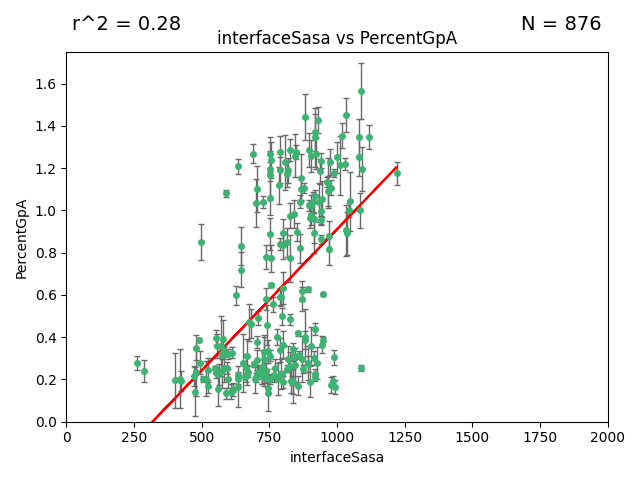 r^2 = 0.28
N = 876
interfaceSasa vs PercentGpA
PercentGpA
1.6
1.4
1.2
1.0
0.8
0.6
0.4
0.2
0.0
0 250 500 750 1000 1250 1500 1750 2000
interfaceSasa